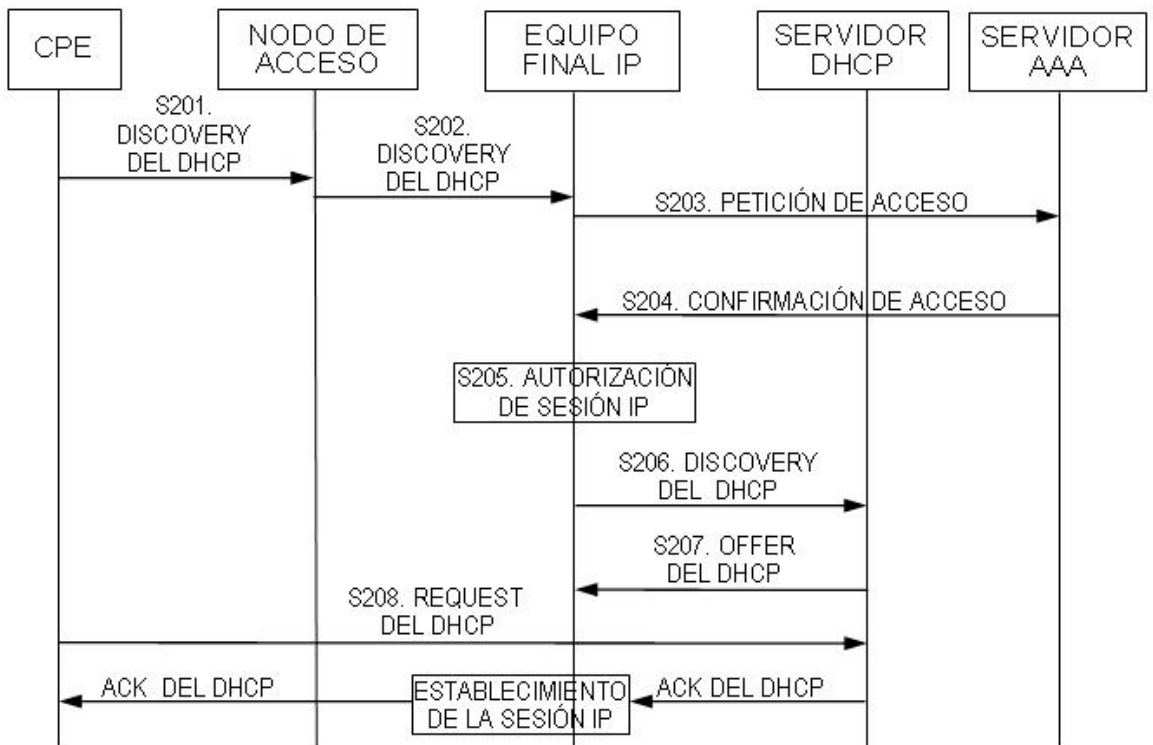 CPE
NODO DE
ACCESO
EQUIPO
FINAL IP
SERVIDOR
DHCP
SERVIDOR
AAA
S201.
DISCOVERY
DEL DHCP
S202.
DISCOVERY
DEL DHCP
S203. PETICIÓN DE ACCESO
S204. CONFIRMACIÓN DE ACCESO
S205. AUTORIZACIÓN
DE SESIÓN IP
S206. DISCOVERY
DEL DHCP
S207. OFFER
DEL DHCP
S208. REQUEST
DEL DHCP
ACK DEL DHCP
ESTABLECIMIENTO
DE LA SESIÓN IP
ACK DEL DHCP